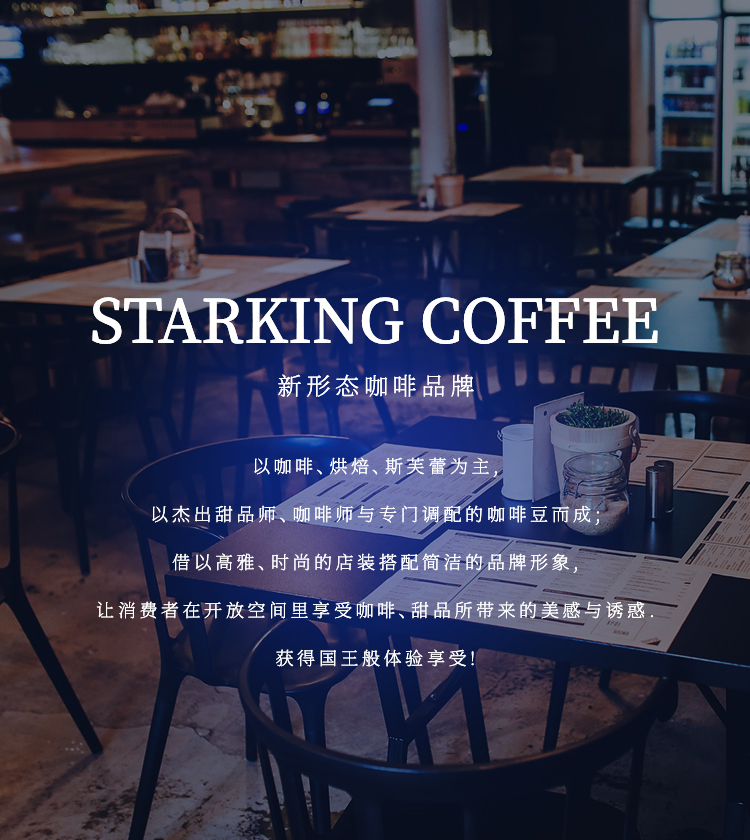 STARKING COFFEE
新形态咖啡品牌
以咖啡、烘焙、斯芙蕾为主,
以杰出甜品师、咖啡师与专门调配的咖啡豆而成;
借以高雅、时尚的店装搭配简洁的品牌形象,
让消费者在开放空间里享受咖啡、甜品所带来的美感与诱惑.
获得国王般体验享受!